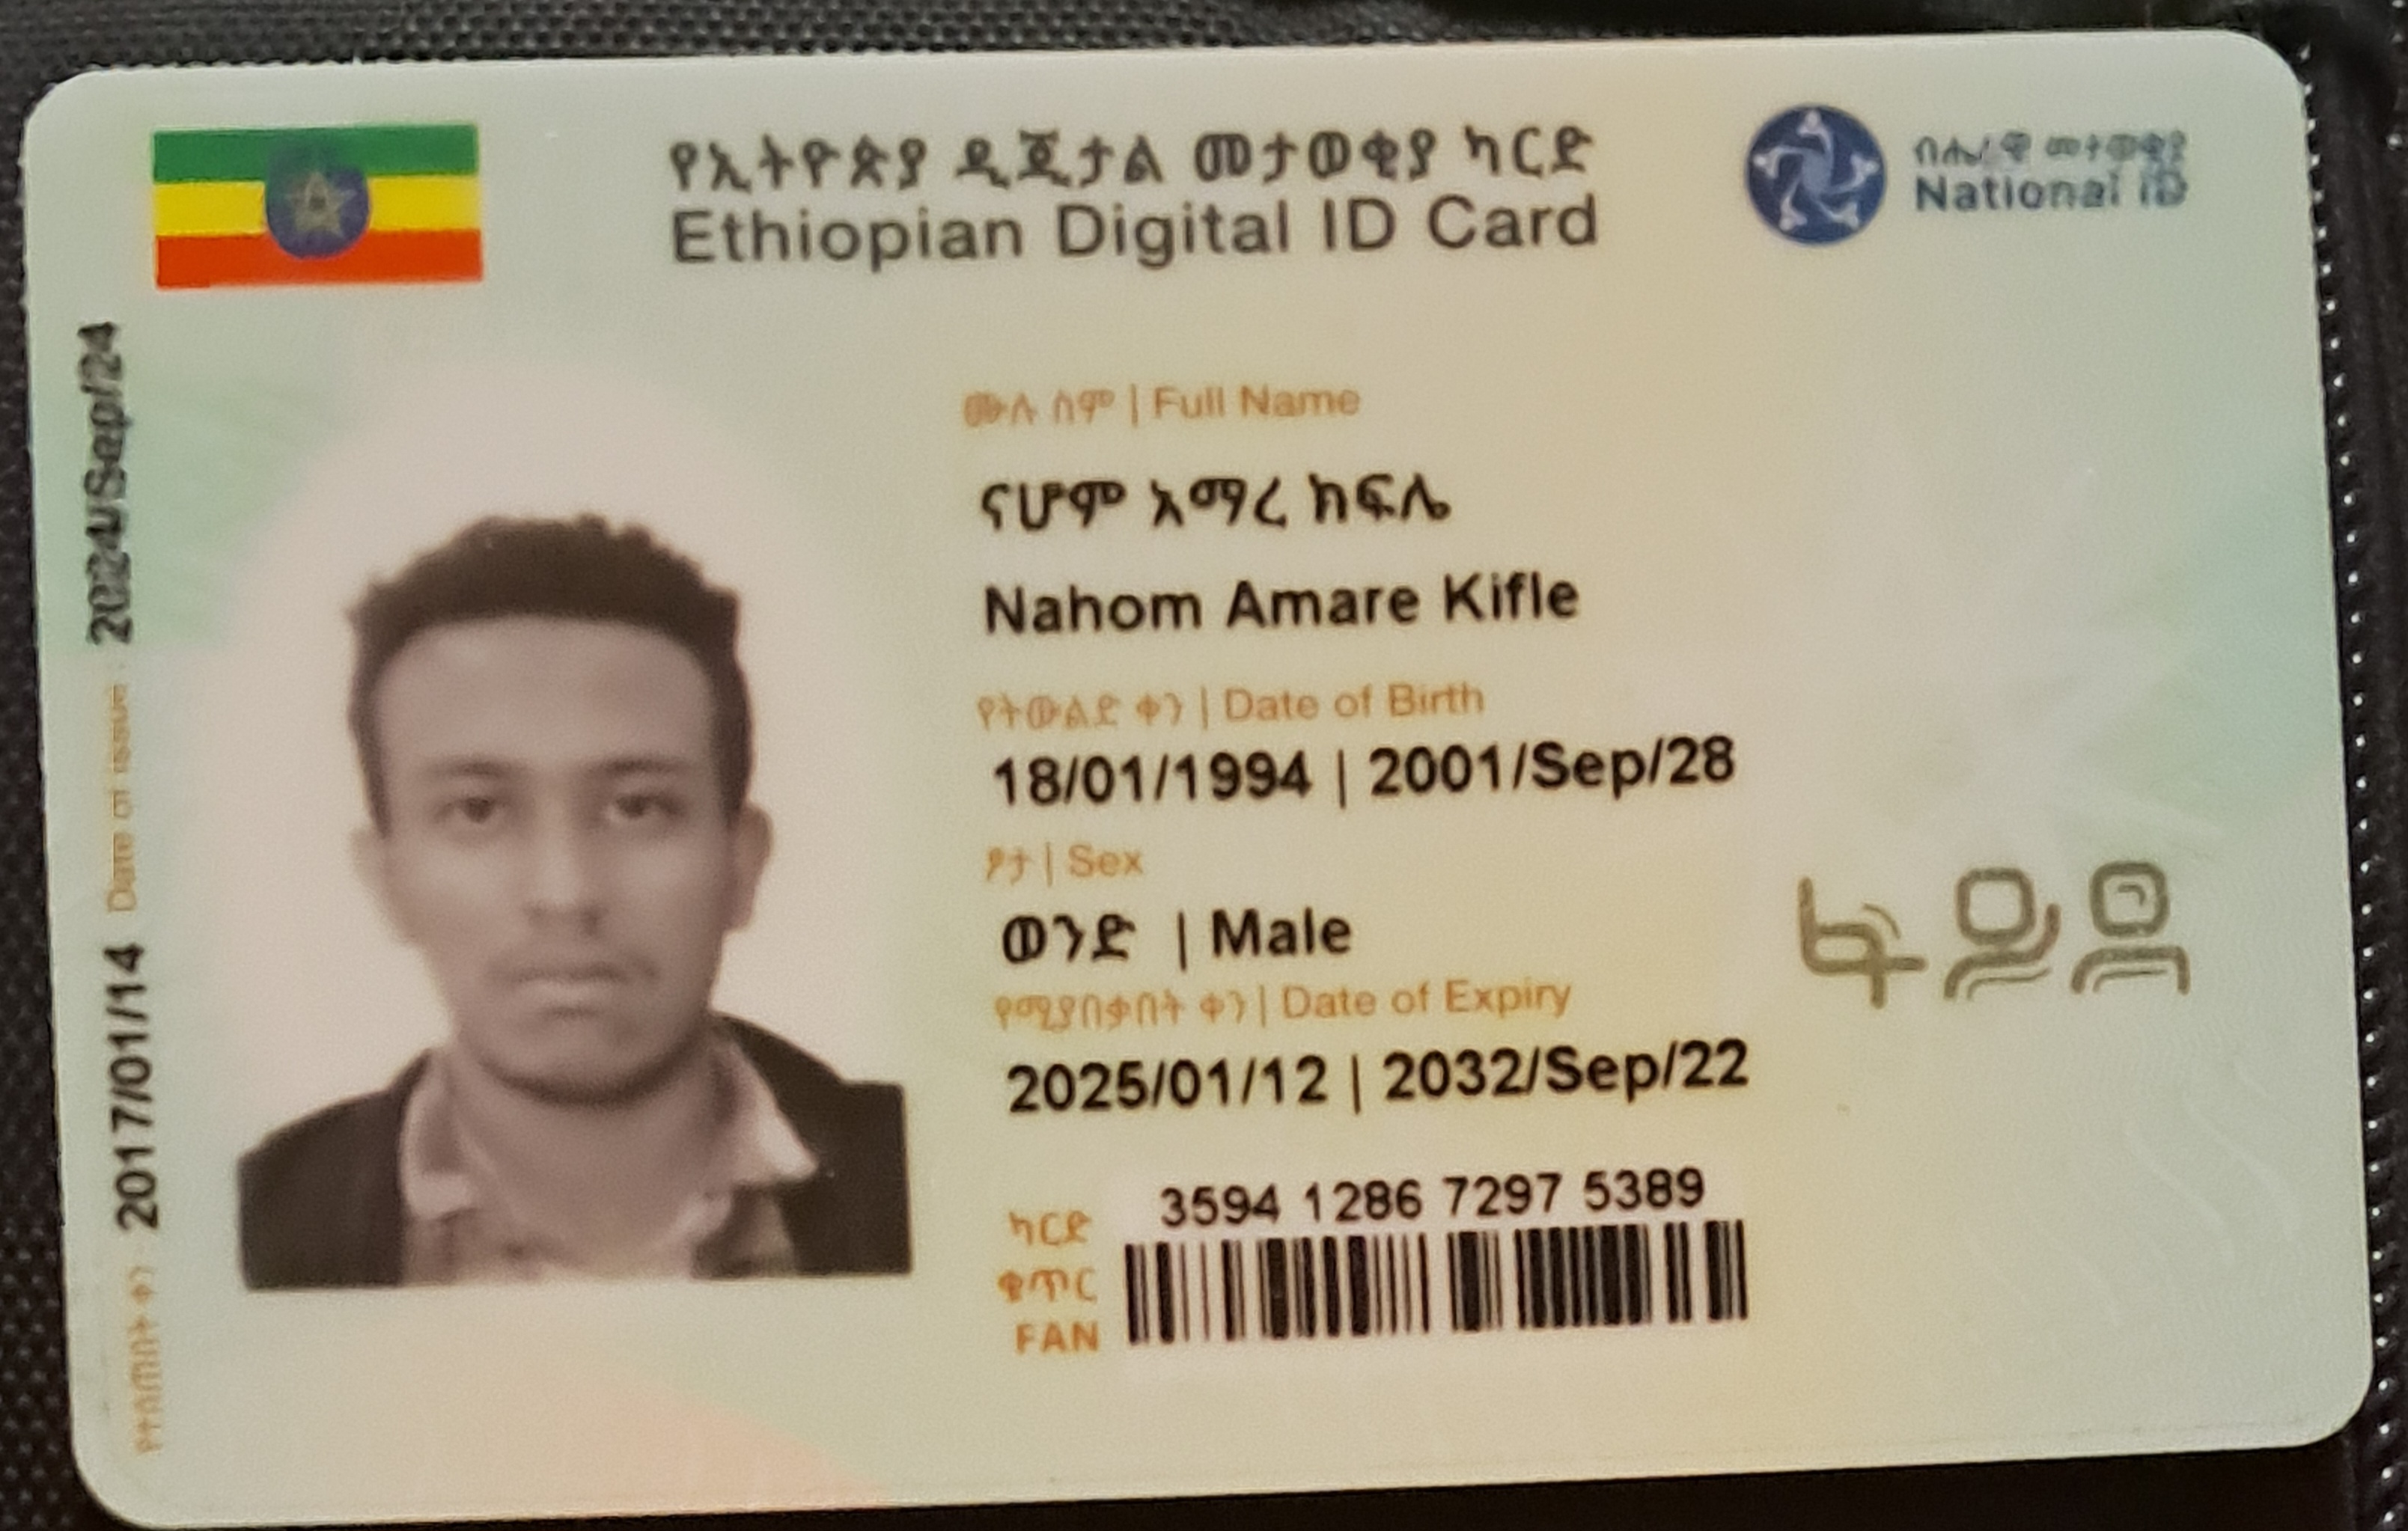 የኢትዮጵያ ዲጂታል መታወቂያ ካርድ
Ethiopian Digital ID Card
ብሔራዊ መታወቂያ
National ID
ሙሉ ስም | Full Name
ናሆም አማረ ክፍሌ
Nahom Amare Kifle
የትውልድ ቀን | Date of Birth
18/01/1994 | 2001/Sep/28
ፆታ | Sex
ወንድ | Male
የሚያበቃበት ቀን | Date of Expiry
2025/01/12 | 2032/Sep/22
ፋይዳ
ካርድ
ቁጥር
FAN
3594 1286 7297 5389
የተሰጠበት ቀን 2017/01/14 Date of issue 2024/Sep/24